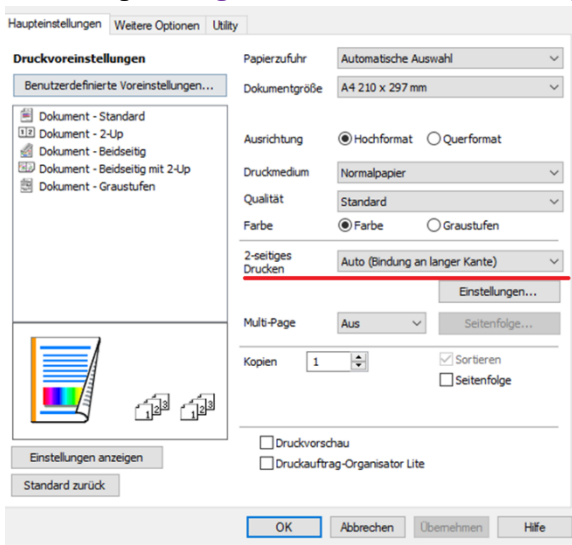 Haupteinstellungen Weitere Optionen Utility
Druckvoreinstellungen
Benutzerdefinierte Voreinstellungen...
Dokument - Standard
Dokument - 2-Up
Dokument - Beidseitig
Dokument - Beidseitig mit 2-Up
Dokument - Graustufen
Einstellungen anzeigen
Standard zurück
Papierzufuhr Automatische Auswahl
Dokumentgröße A4 210 x 297 mm
Ausrichtung Hochformat Querformat
Druckmedium Normalpapier
Qualität Standard
Farbe Farbe Graustufen
2-seitiges
Drucken Auto (Bindung an langer Kante)
Einstellungen...
Multi-Page Aus Seitenfolge...
Kopien 1 Sortieren
Seitenfolge
Druckvorschau
Druckauftrag-Organisator Lite
OK Abbrechen Übernehmen Hilfe